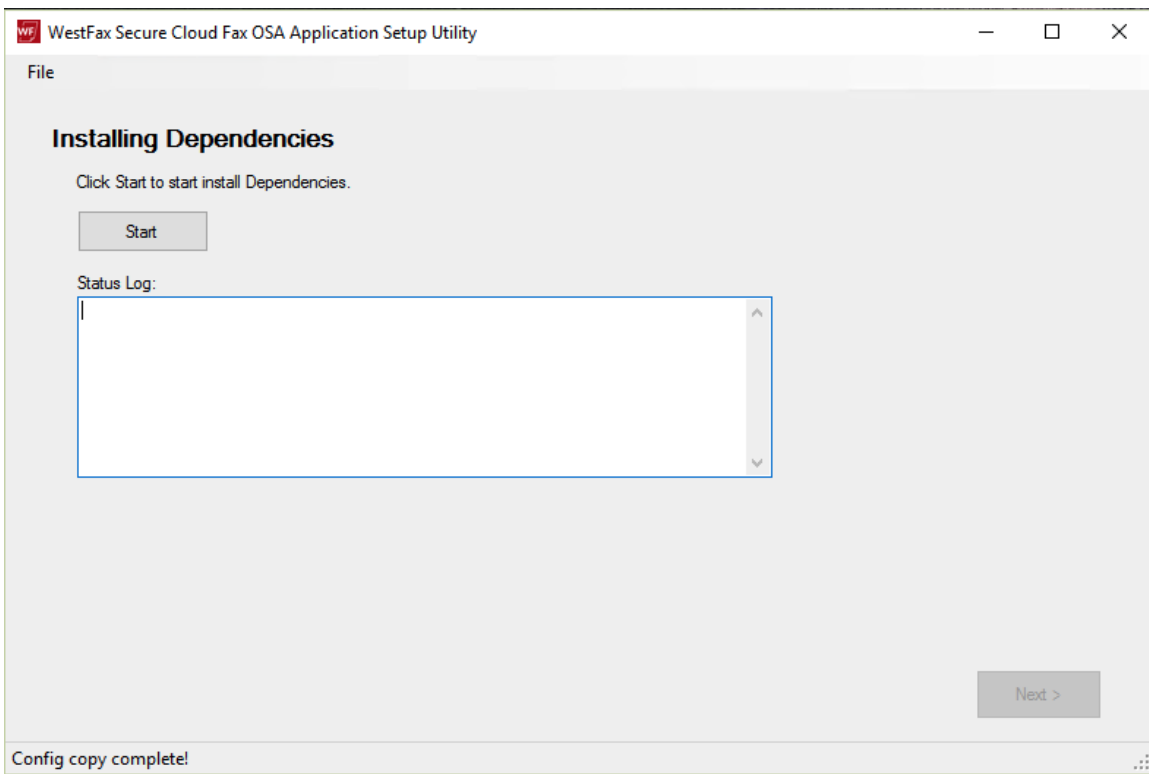 WF WestFax Secure Cloud Fax OSA Application Setup Utility
File
Installing Dependencies
Click Start to start install Dependencies.
Start
Status Log:
Next >
Config copy complete!